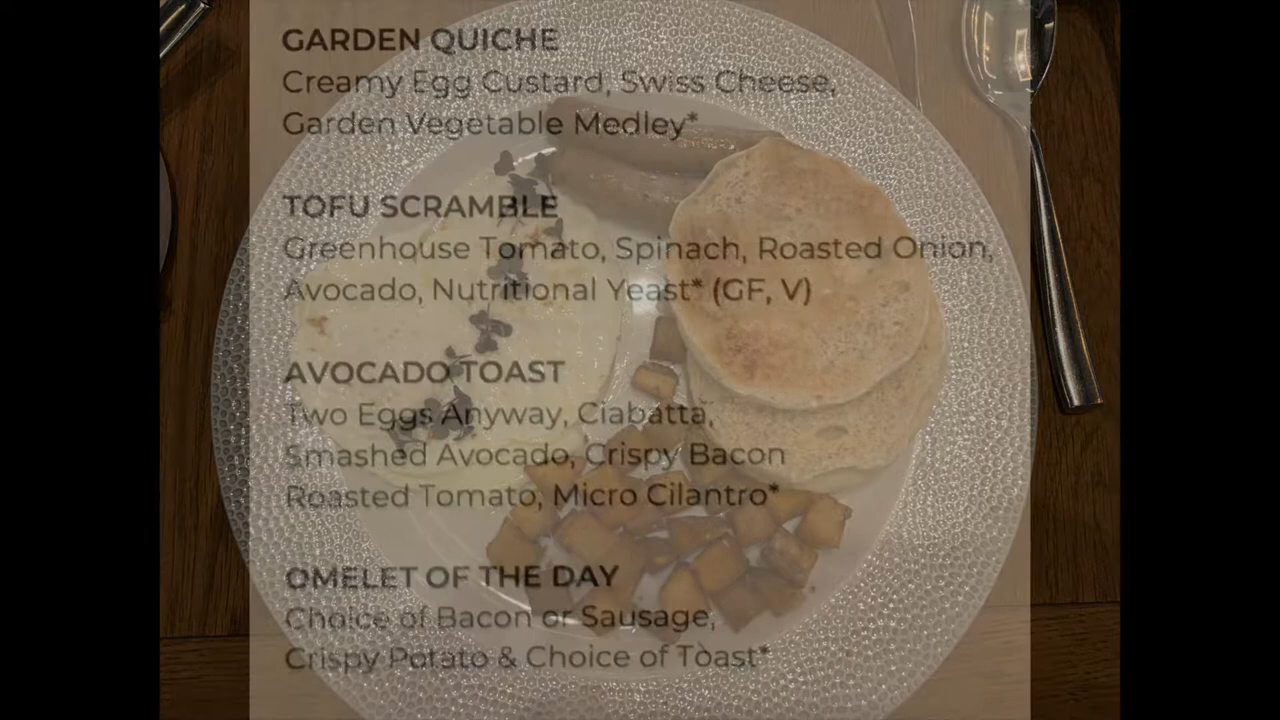 GARDEN QUICHE
Creamy Egg Custard, Swiss Cheese,
Garden Vegetable Medley*
TOFU SCRAMBLE
Greenhouse Tomato, Spinach, Roasted Onion,
Avocado, Nutritional Yeast* (GF, V)
AVOCADO TOAST
Two Eggs Anyway, Ciabatta,
Smashed Avocado, Crispy Bacon
Roasted Tomato, Micro Cilantro*
OMELET OF THE DAY
Choice of Bacon or Sausage,
Crispy Potato & Choice of Toast*